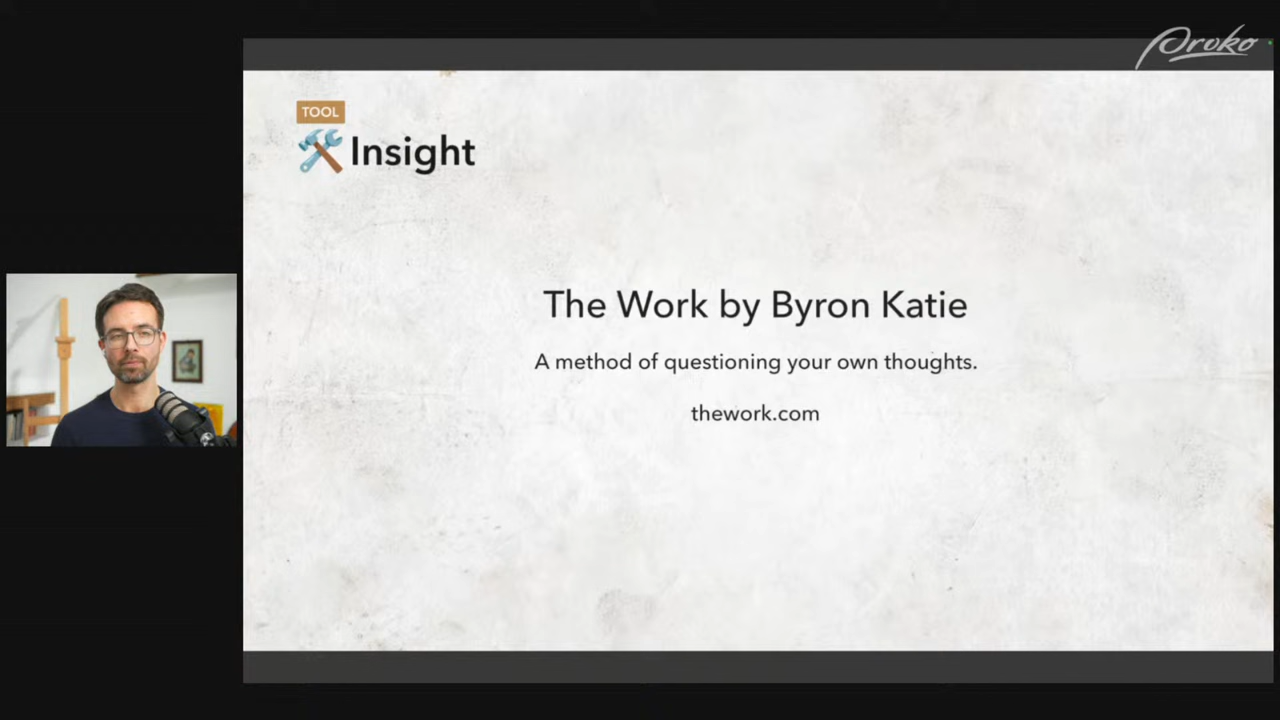 Proko
TOOL
Insight
The Work by Byron Katie
A method of questioning your own thoughts.
thework.com